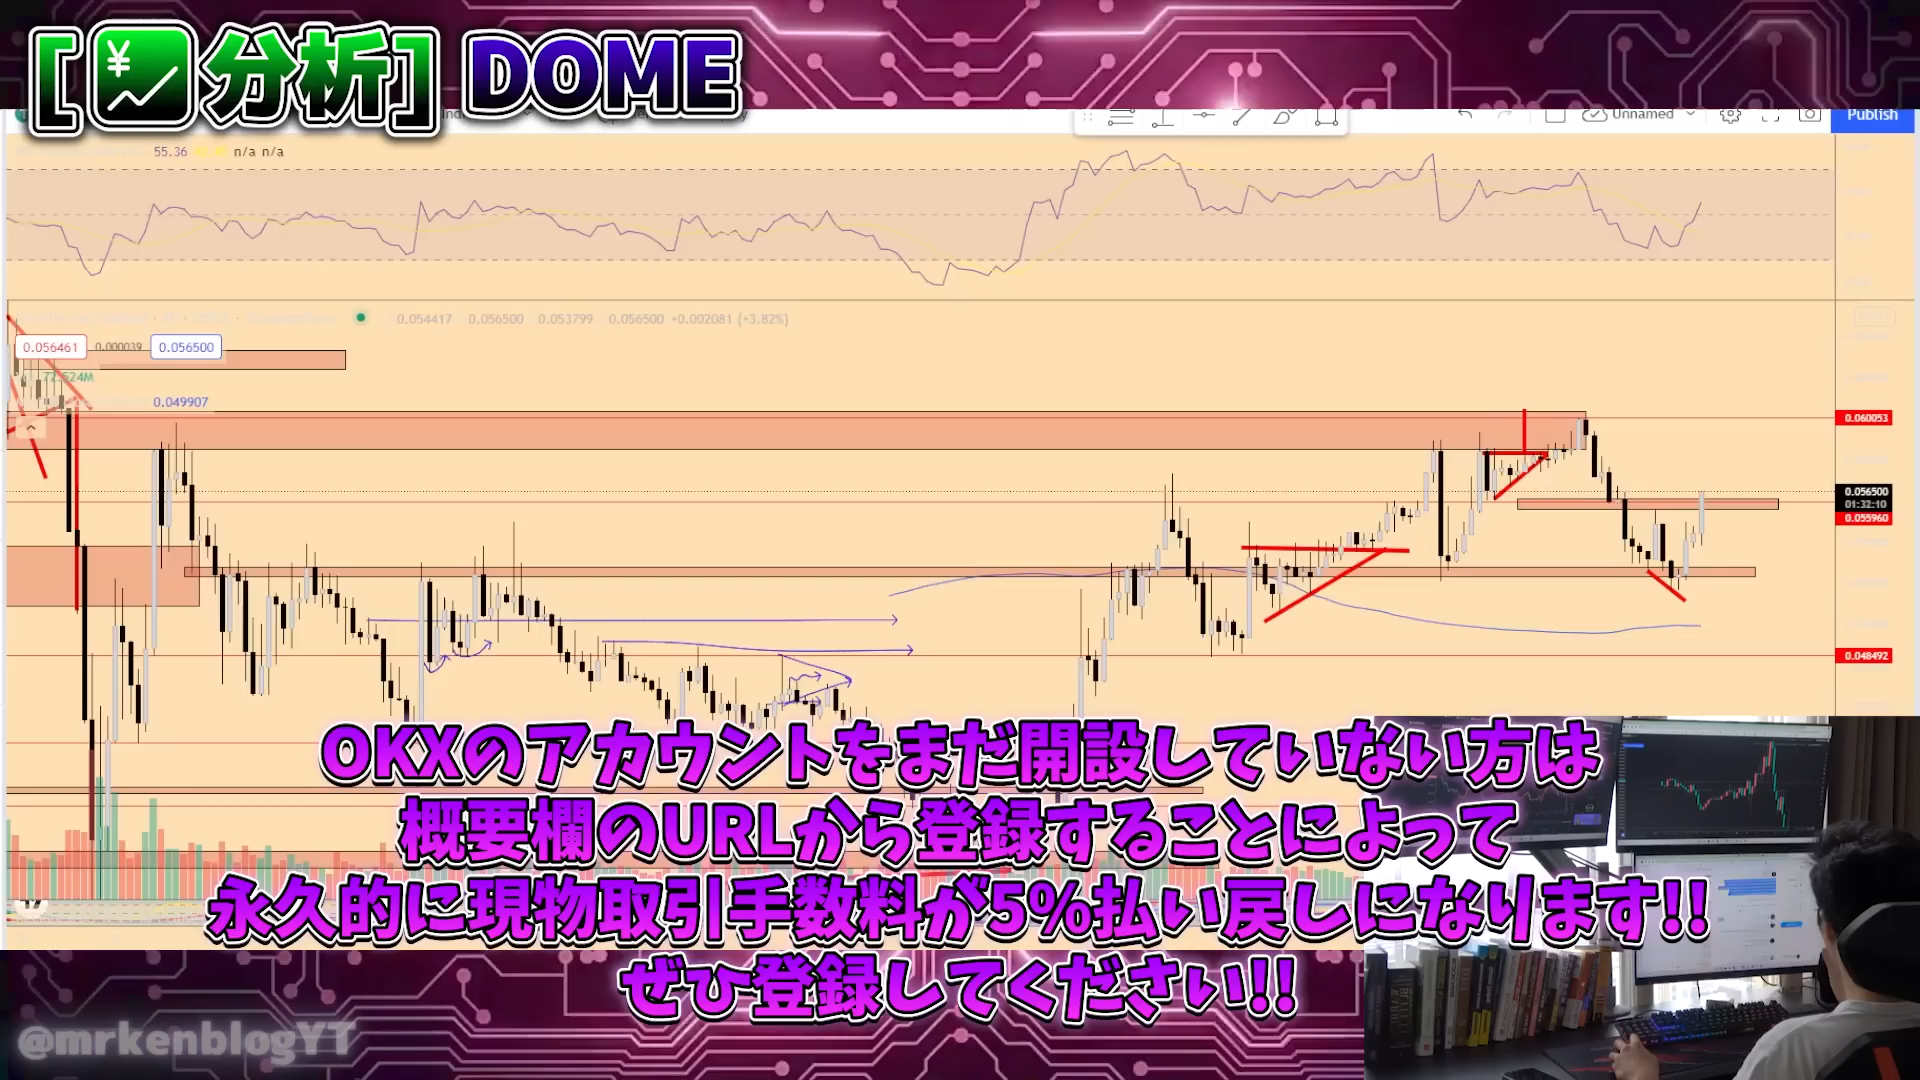 [¥分析] DOME
Unnamed
Publish
55.36 n/a n/a
0.054417 0.056500 0.053799 0.056500 +0.002081 (+3.82%)
0.056461 0.000039 0.056500
72.524M
0.049907
0.060053
0.056500
01:32:10
0.055960
0.048492
OKXのアカウントをまだ開設していない方は
概要欄のURLから登録することによって
永久的に現物取引手数料が5%払い戻しになります!!
ぜひ登録してください!!
@mrkenblogYT